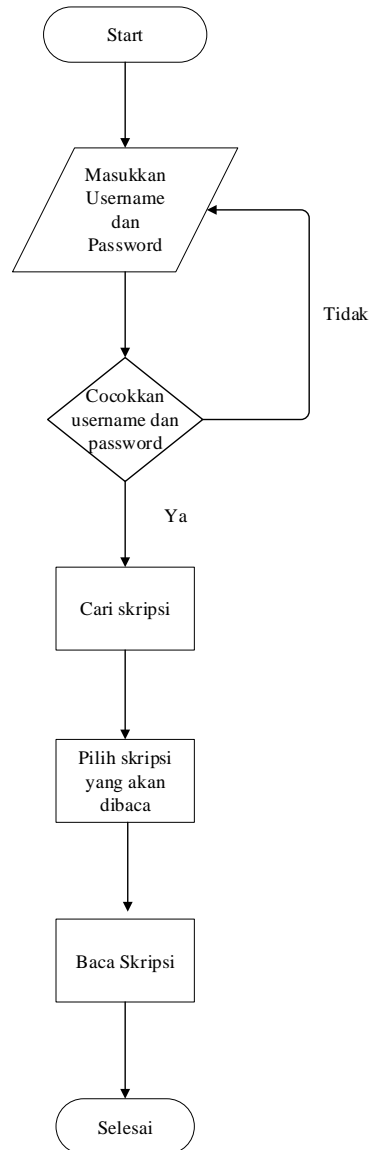 Start
Masukkan
Username
dan
Password
Tidak
Cocokkan
username dan
password
Ya
Cari skripsi
Pilih skripsi
yang akan
dibaca
Baca Skripsi
Selesai